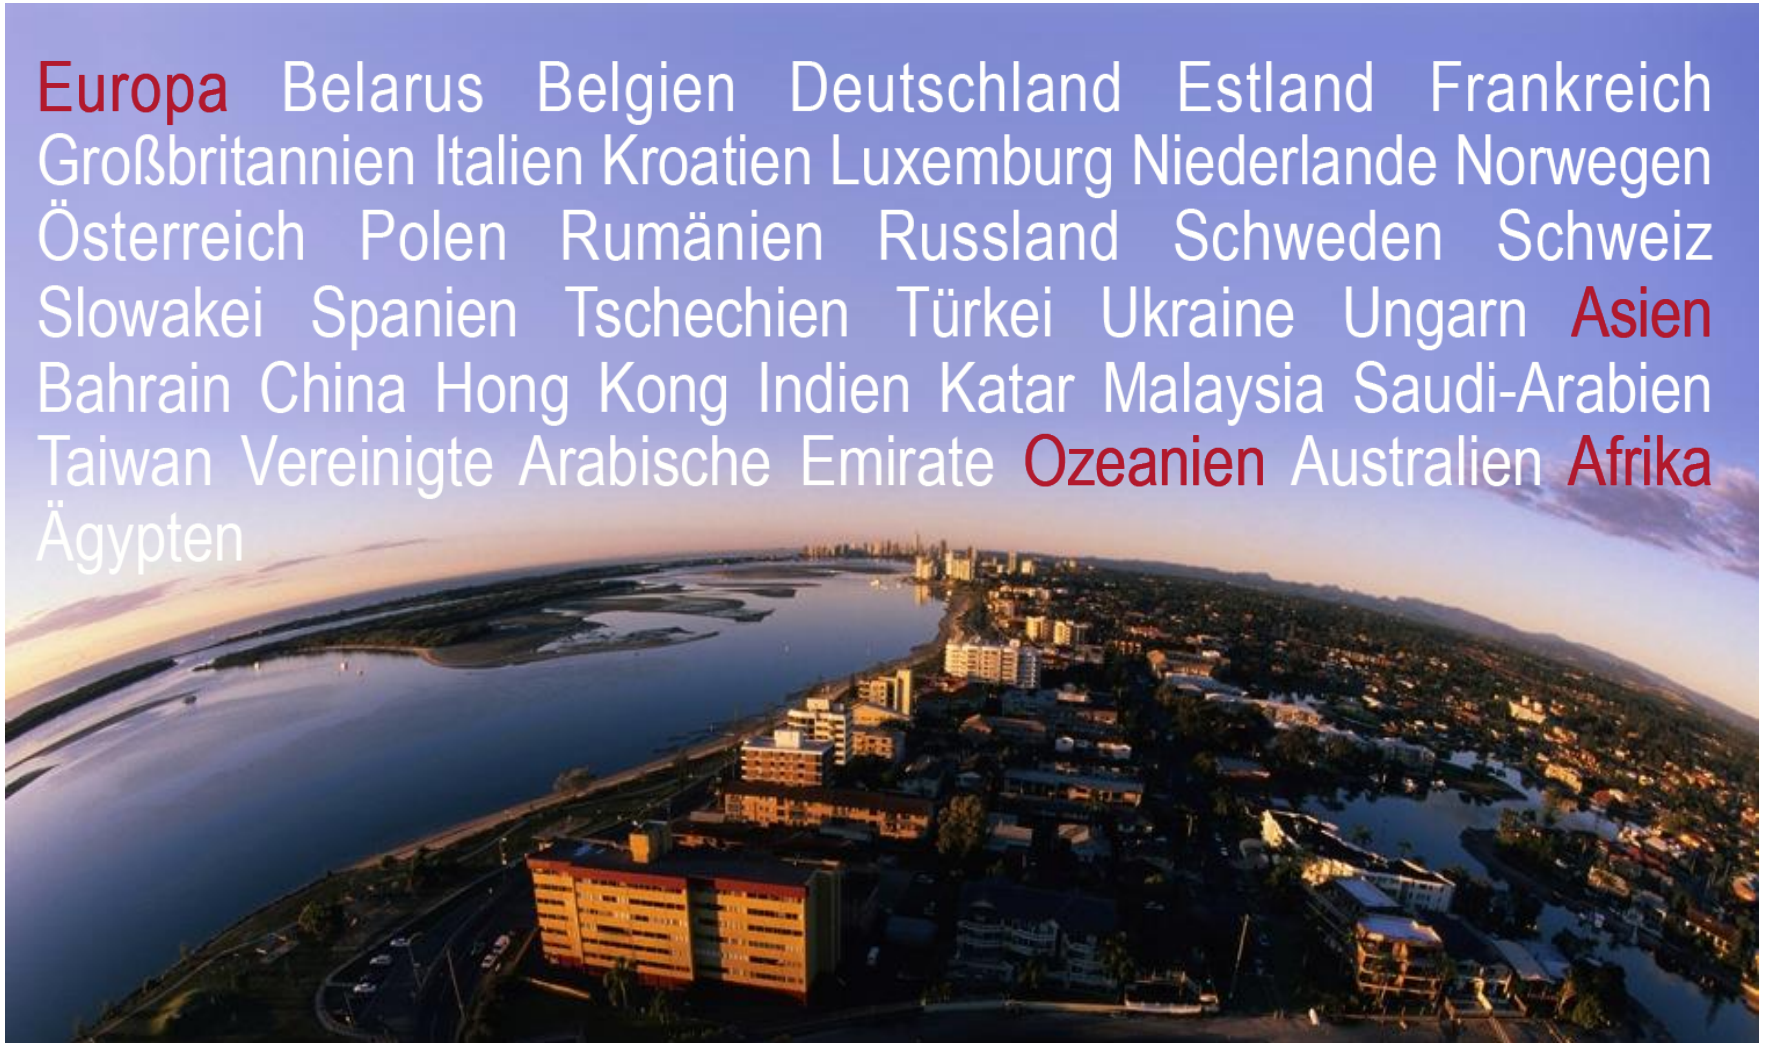 Europa Belarus Belgien Deutschland Estland Frankreich
Großbritannien Italien Kroatien Luxemburg Niederlande Norwegen
Österreich Polen Rumänien Russland Schweden Schweiz
Slowakei Spanien Tschechien Türkei Ukraine Ungarn Asien
Bahrain China Hong Kong Indien Katar Malaysia Saudi-Arabien
Taiwan Vereinigte Arabische Emirate Ozeanien Australien Afrika
Ägypten